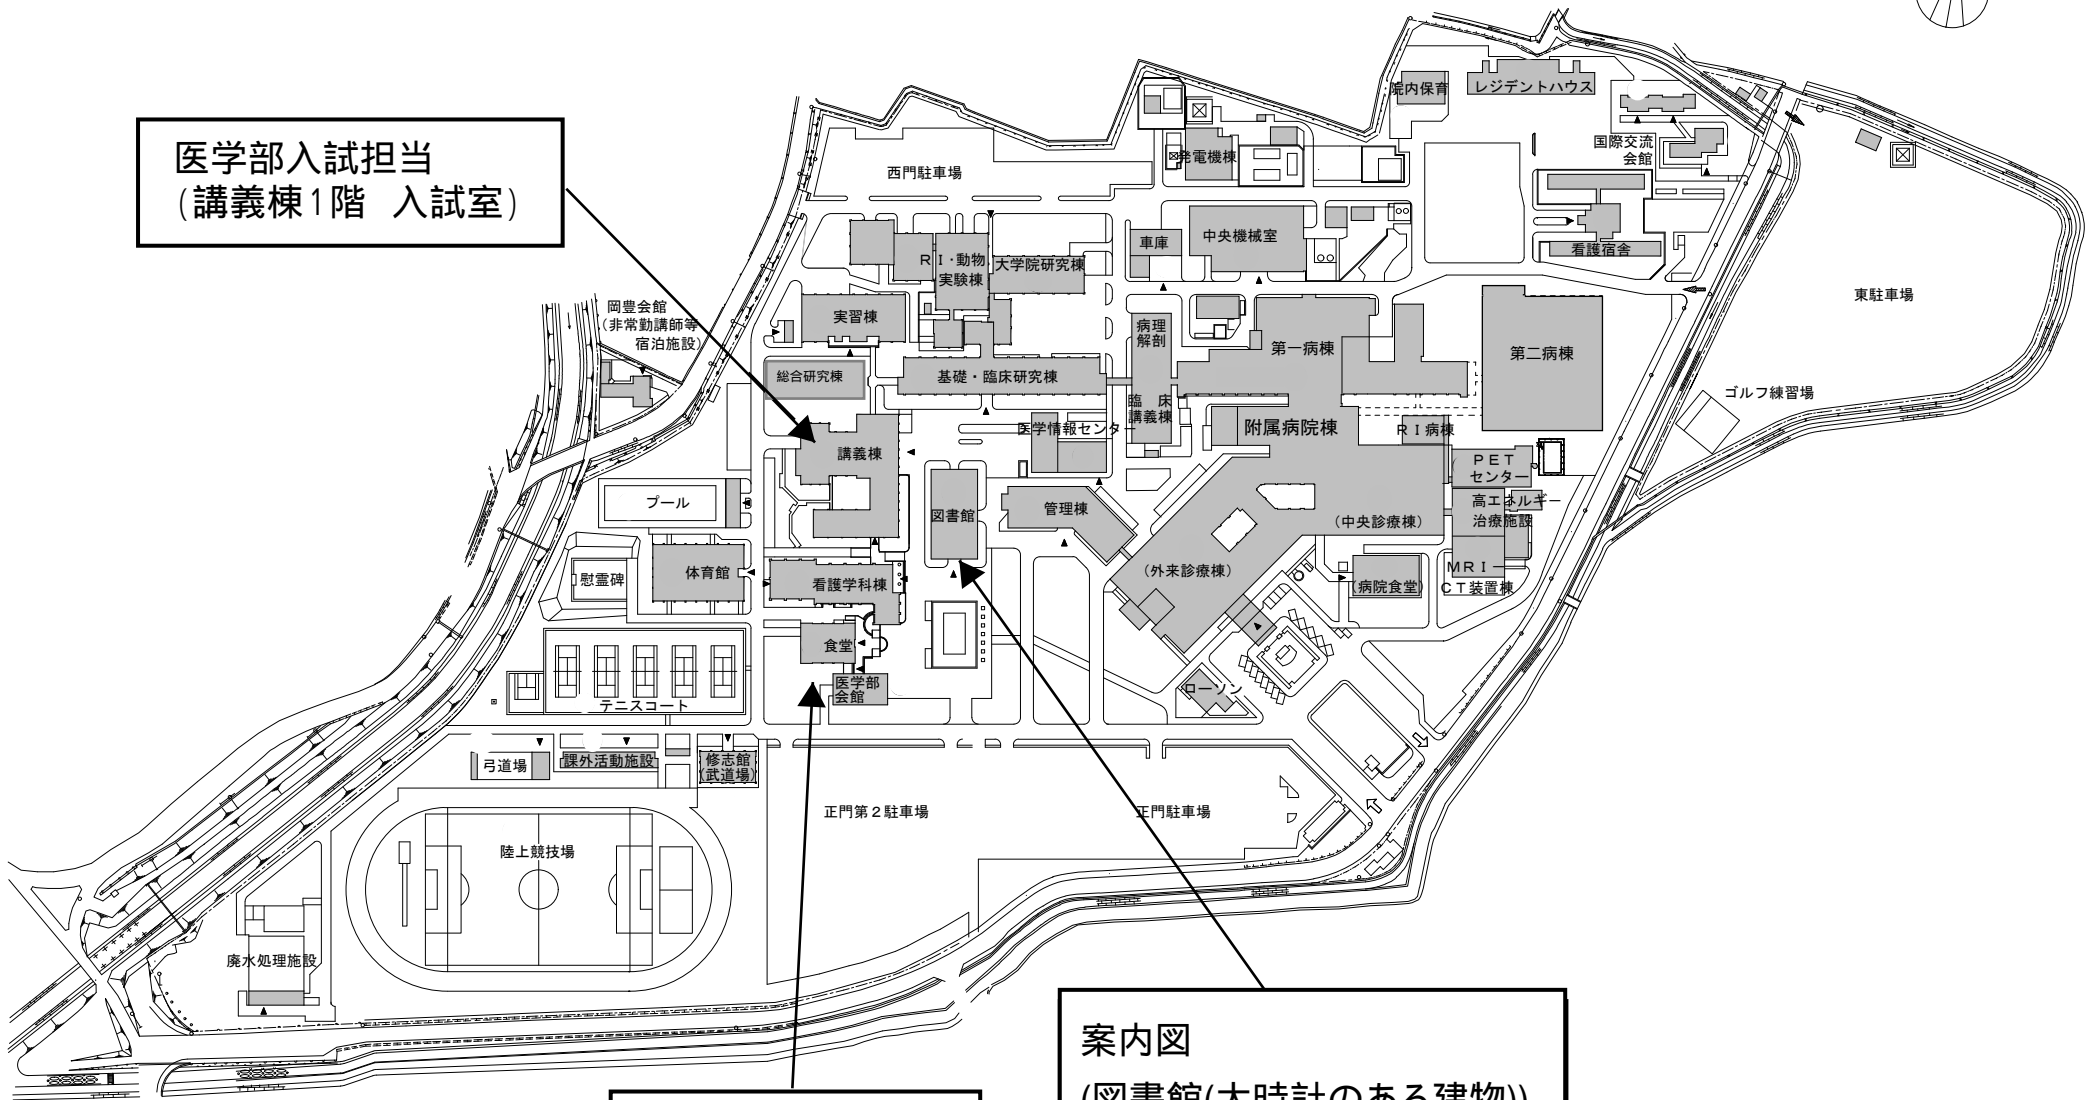 医学部入試担当
(講義棟1階 入試室)
院内保育
レジデントハウス
発電機棟
国際交流
会館
西門駐車場
車庫
中央機械室
看護宿舎
RI・動物
実験棟
大学院研究棟
東駐車場
岡豊会館
(非常勤講師等
宿泊施設)
実習棟
病理
解剖
第一病棟
第二病棟
総合研究棟
基礎・臨床研究棟
ゴルフ練習場
臨 床
講義棟
医学情報センター
附属病院棟
RI病棟
講義棟
PET
センター
プール
図書館
管理棟
(中央診療棟)
高エネルギー
治療施設
慰霊碑
体育館
看護学科棟
(外来診療棟)
(病院食堂)
MRI－
CT装置棟
食堂
医学部
会館
ローソン
テニスコート
弓道場
課外活動施設
修志館
(武道場)
正門第2駐車場
正門駐車場
陸上競技場
廃水処理施設
案内図
(図書館(大時計のある建物))